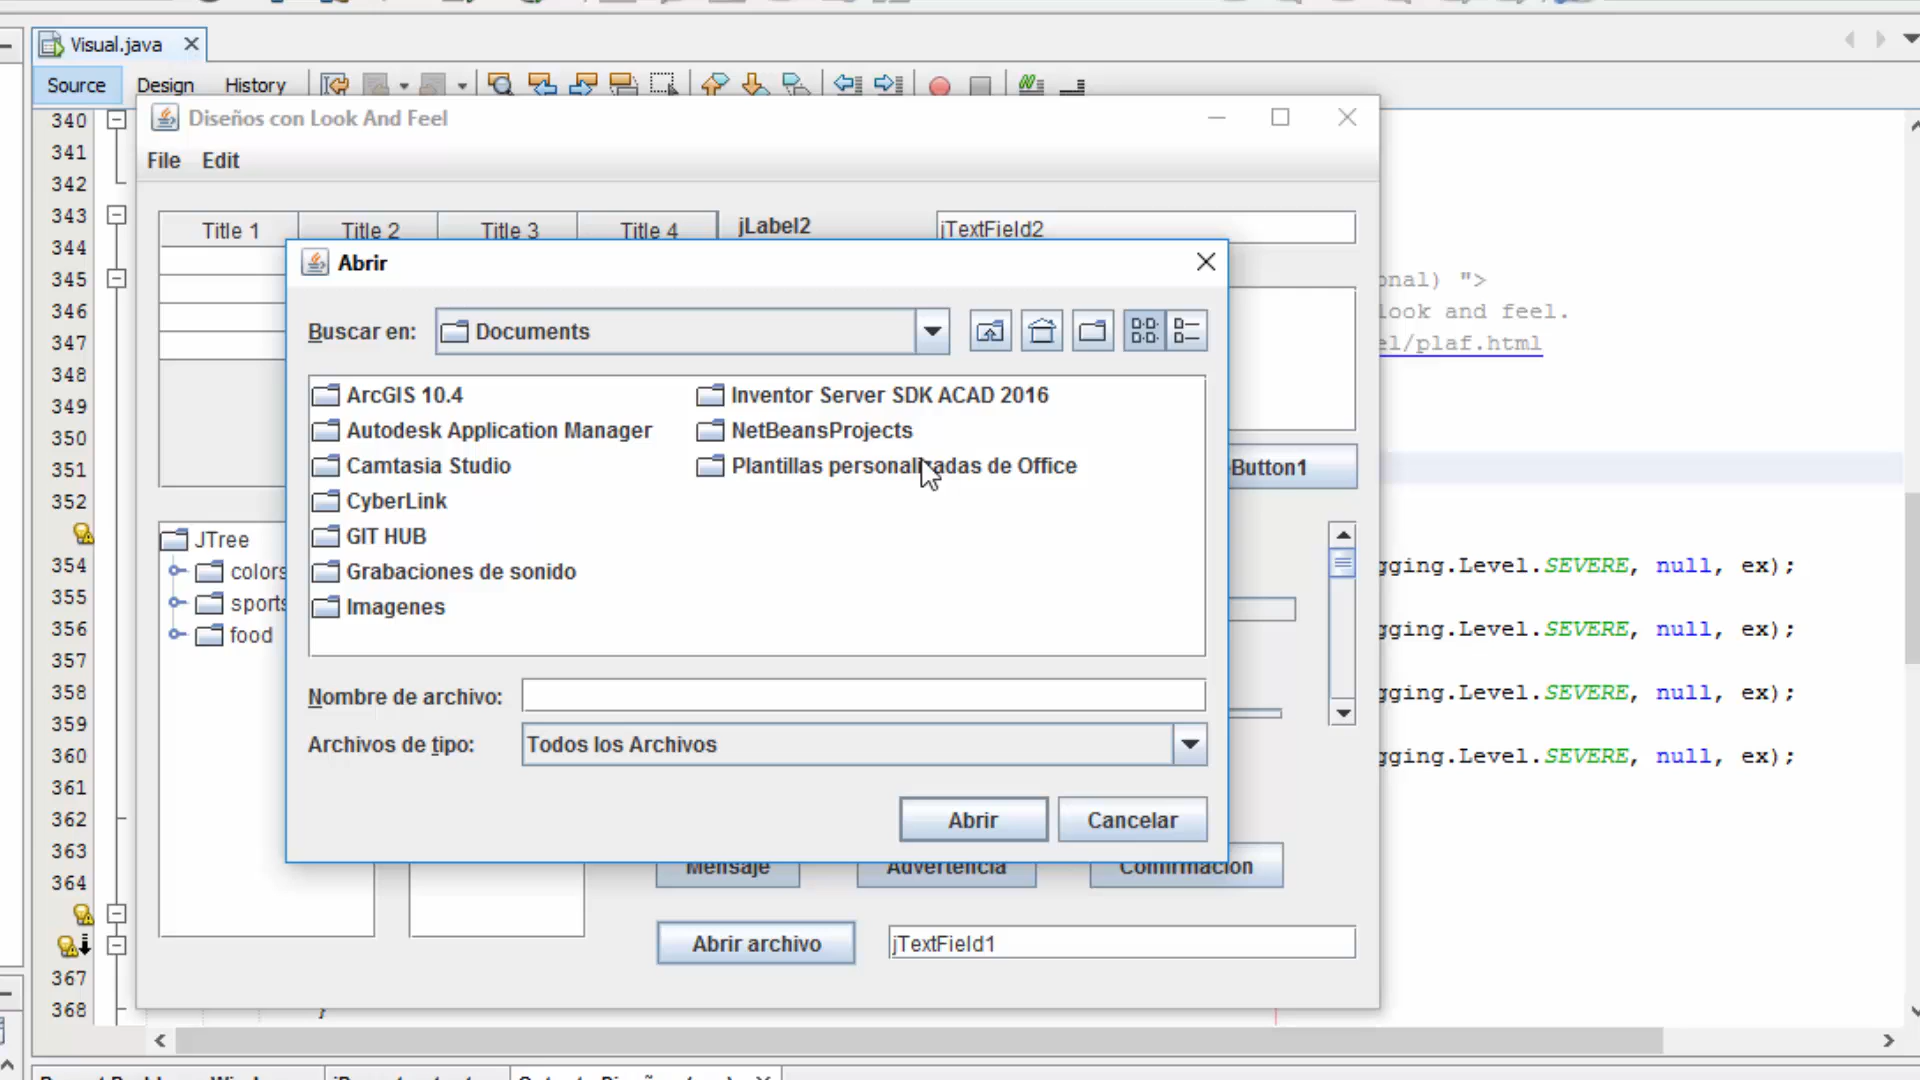 Visual.java
Source Design History
Diseños con Look And Feel
File Edit
Title 1 Title 2 Title 3 Title 4
jLabel2
jTextField2
Abrir
Buscar en: Documents
ArcGIS 10.4
Autodesk Application Manager
Camtasia Studio
CyberLink
GIT HUB
Grabaciones de sonido
Imagenes
Inventor Server SDK ACAD 2016
NetBeansProjects
Plantillas personalizadas de Office
Nombre de archivo:
Archivos de tipo: Todos los Archivos
Abrir Cancelar
Button1
JTree
colors
sports
food
Mensaje Advertencia Confirmacion
Abrir archivo jTextField1
340
341
342
343
344
345
346
347
348
349
350
351
352
354
355
356
357
358
359
360
361
362
363
364
367
368
onal) ">
look and feel.
el/plaf.html
gging.Level.SEVERE, null, ex);
gging.Level.SEVERE, null, ex);
gging.Level.SEVERE, null, ex);
gging.Level.SEVERE, null, ex);
}